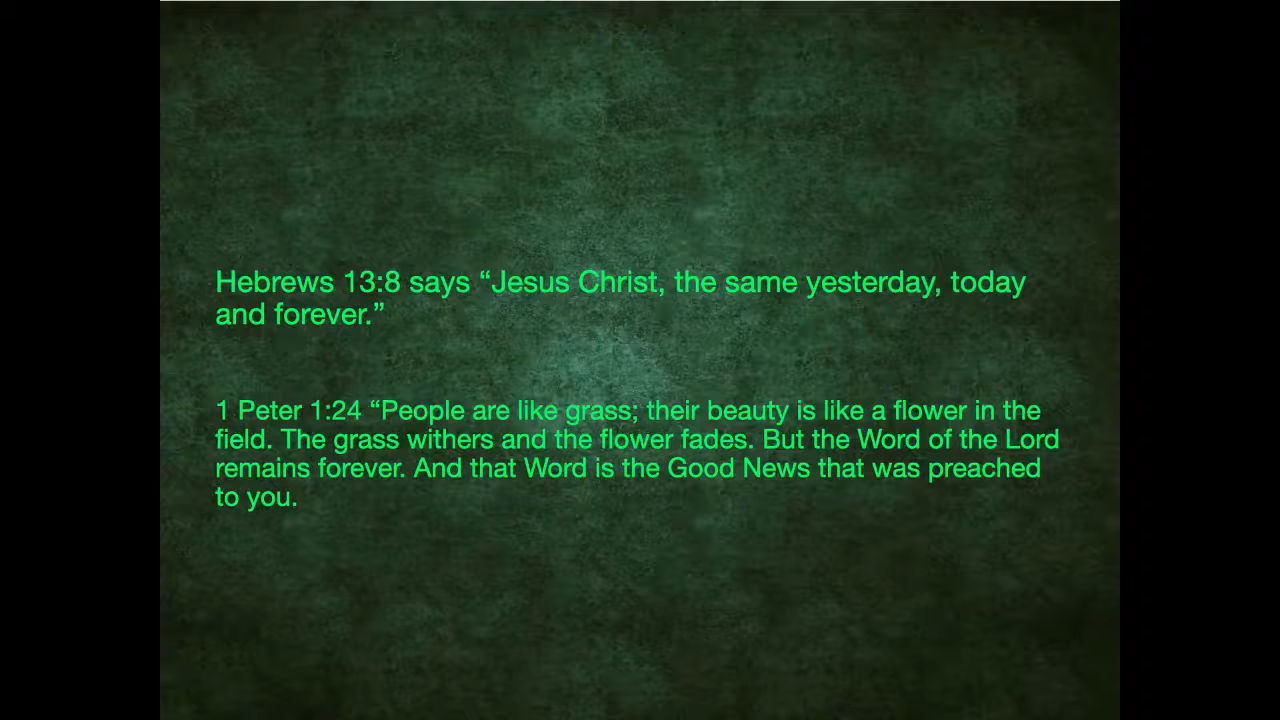 Hebrews 13:8 says “Jesus Christ, the same yesterday, today
and forever.”
1 Peter 1:24 “People are like grass; their beauty is like a flower in the
field. The grass withers and the flower fades. But the Word of the Lord
remains forever. And that Word is the Good News that was preached
to you.